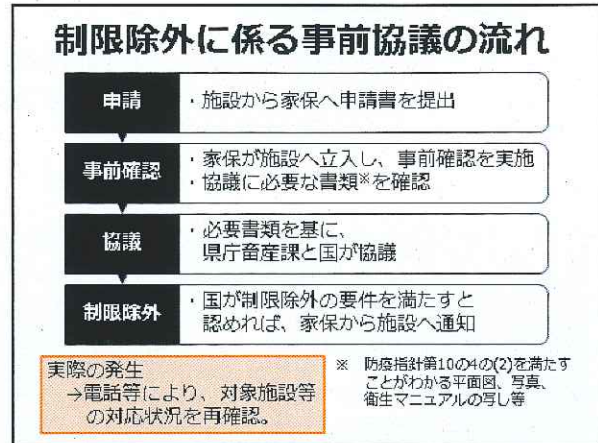 制限除外に係る事前協議の流れ
申請
・施設から家保へ申請書を提出
事前確認
・家保が施設へ立入し、事前確認を実施
・協議に必要な書類※を確認
協議
・必要書類を基に、
県庁畜産課と国が協議
制限除外
・国が制限除外の要件を満たすと
認めれば、家保から施設へ通知
実際の発生
→電話等により、対象施設等
の対応状況を再確認。
※ 防疫指針第10の4の(2)を満たす
ことがわかる平面図、写真、
衛生マニュアルの写し等